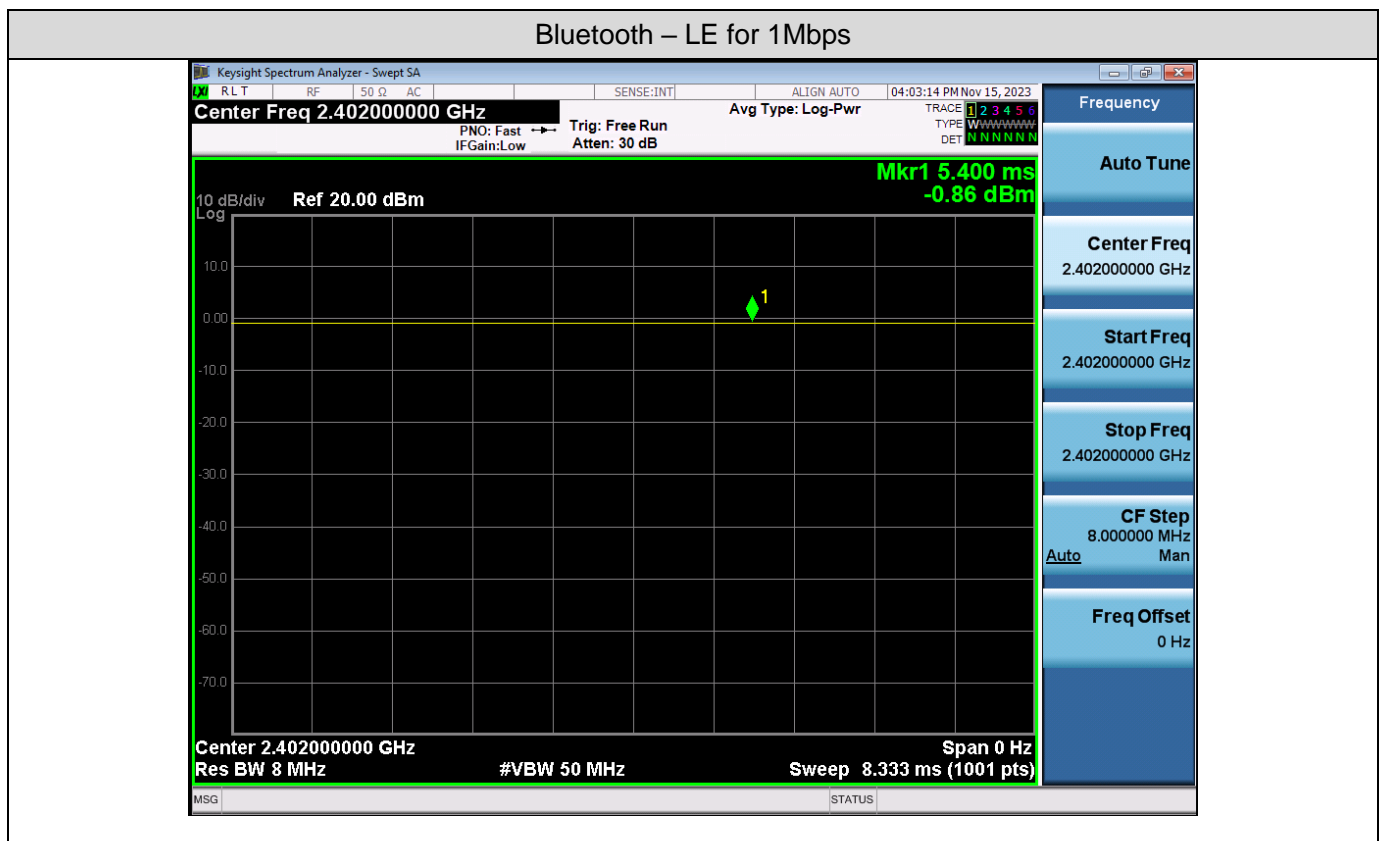 Bluetooth – LE for 1Mbps
Keysight Spectrum Analyzer - Swept SA
LXI RLT RF 50 Ω AC SENSE:INT ALIGN AUTO 04:03:14 PM Nov 15, 2023
Center Freq 2.402000000 GHz Avg Type: Log-Pwr TRACE 1 2 3 4 5 6
PNO: Fast Trig: Free Run TYPE WWWWWW
IFGain:Low Atten: 30 dB DET N N N N N N
Mkr1 5.400 ms
-0.86 dBm
10 dB/div Ref 20.00 dBm
Log
10.0
1
0.00
-10.0
-20.0
-30.0
-40.0
-50.0
-60.0
-70.0
Center 2.402000000 GHz Span 0 Hz
Res BW 8 MHz #VBW 50 MHz Sweep 8.333 ms (1001 pts)
MSG STATUS
Frequency
Auto Tune
Center Freq
2.402000000 GHz
Start Freq
2.402000000 GHz
Stop Freq
2.402000000 GHz
CF Step
8.000000 MHz
Auto Man
Freq Offset
0 Hz